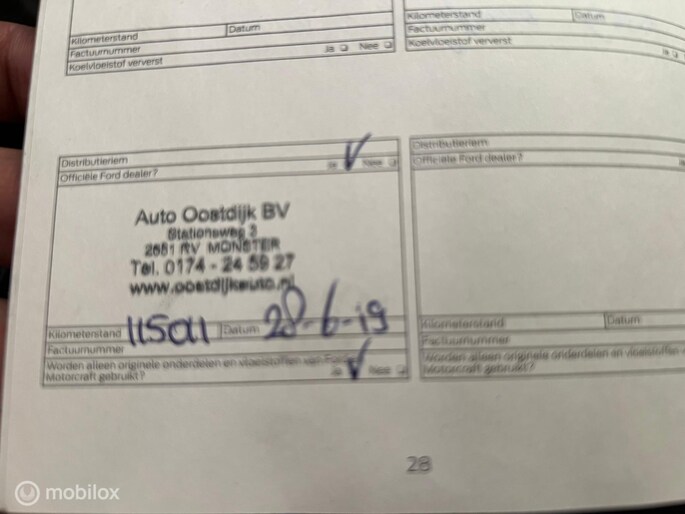 Kilometerstand Datum
Factuurnummer Ja Nee
Koelvloeistof ververst
Kilometerstand Datum
Factuurnummer
Koelvloeistof ververst Ja
Distributieriem
Officiële Ford dealer? Ja Nee
Auto Oostdijk BV
Stationsweg 3
2681 RV MONSTER
Tel. 0174 - 24 59 27
www.oostdijkauto.nl
Kilometerstand 115011 Datum 28-6-19
Factuurnummer
Worden alleen originele onderdelen en vloeistoffen van Ford
Motorcraft gebruikt? Ja Nee
Distributieriem
Officiële Ford dealer?
Kilometerstand Datum
Factuurnummer
Worden alleen originele onderdelen en vloeistoffen
Motorcraft gebruikt?
28
mobilox